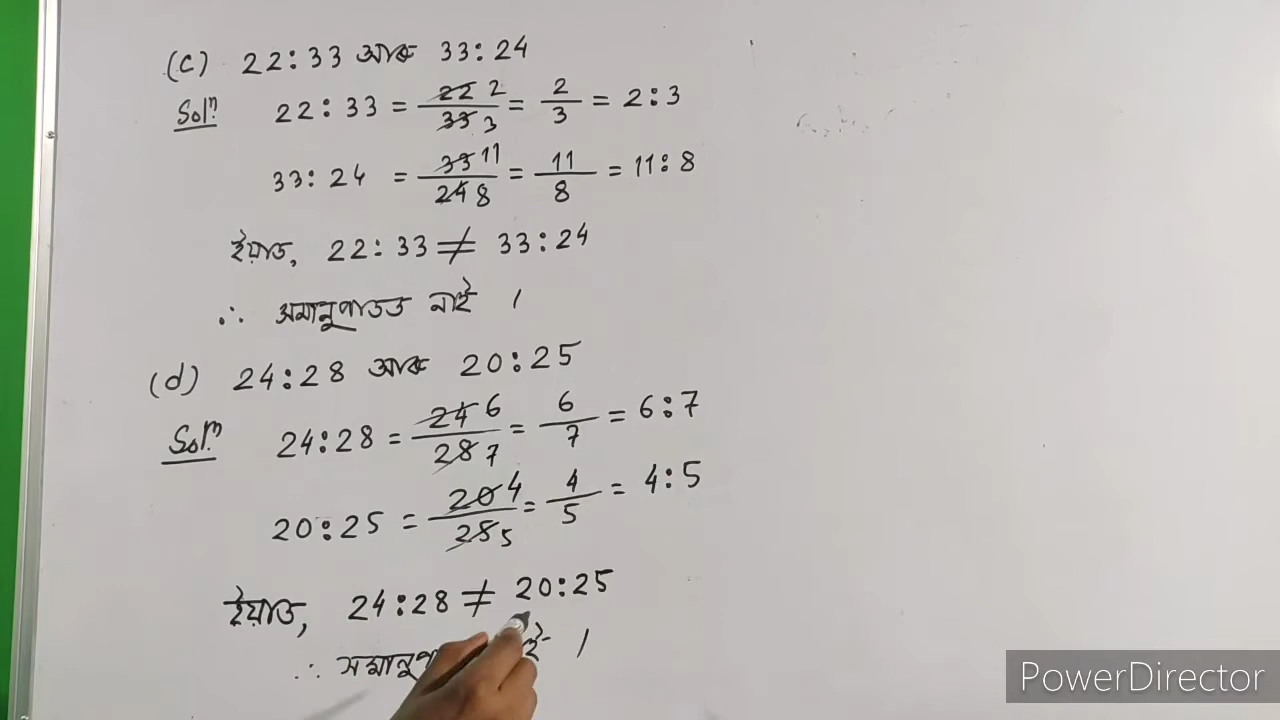 (c) 22:33 আৰু 33:24
Solⁿ 22:33 = 22 2 / 33 3 = 2/3 = 2:3
33:24 = 33 11 / 24 8 = 11/8 = 11:8
ইয়াত, 22:33 ≠ 33:24
∴ সমানুপাতত নাই ।
(d) 24:28 আৰু 20:25
Solⁿ 24:28 = 24 6 / 28 7 = 6/7 = 6:7
20:25 = 20 4 / 25 5 = 4/5 = 4:5
ইয়াত, 24:28 ≠ 20:25
∴ ।
PowerDirector